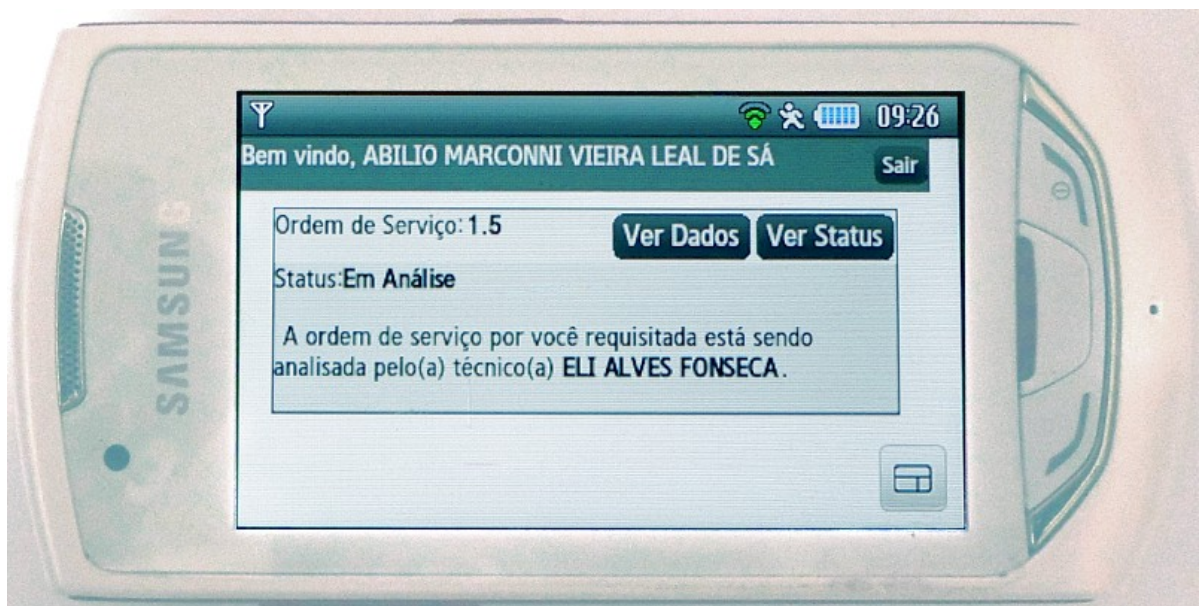 SAMSUNG
09:26
Bem vindo, ABILIO MARCONNI VIEIRA LEAL DE SÁ
Sair
Ordem de Serviço: 1.5
Ver Dados
Ver Status
Status:Em Análise
A ordem de serviço por você requisitada está sendo
analisada pelo(a) técnico(a) ELI ALVES FONSECA.